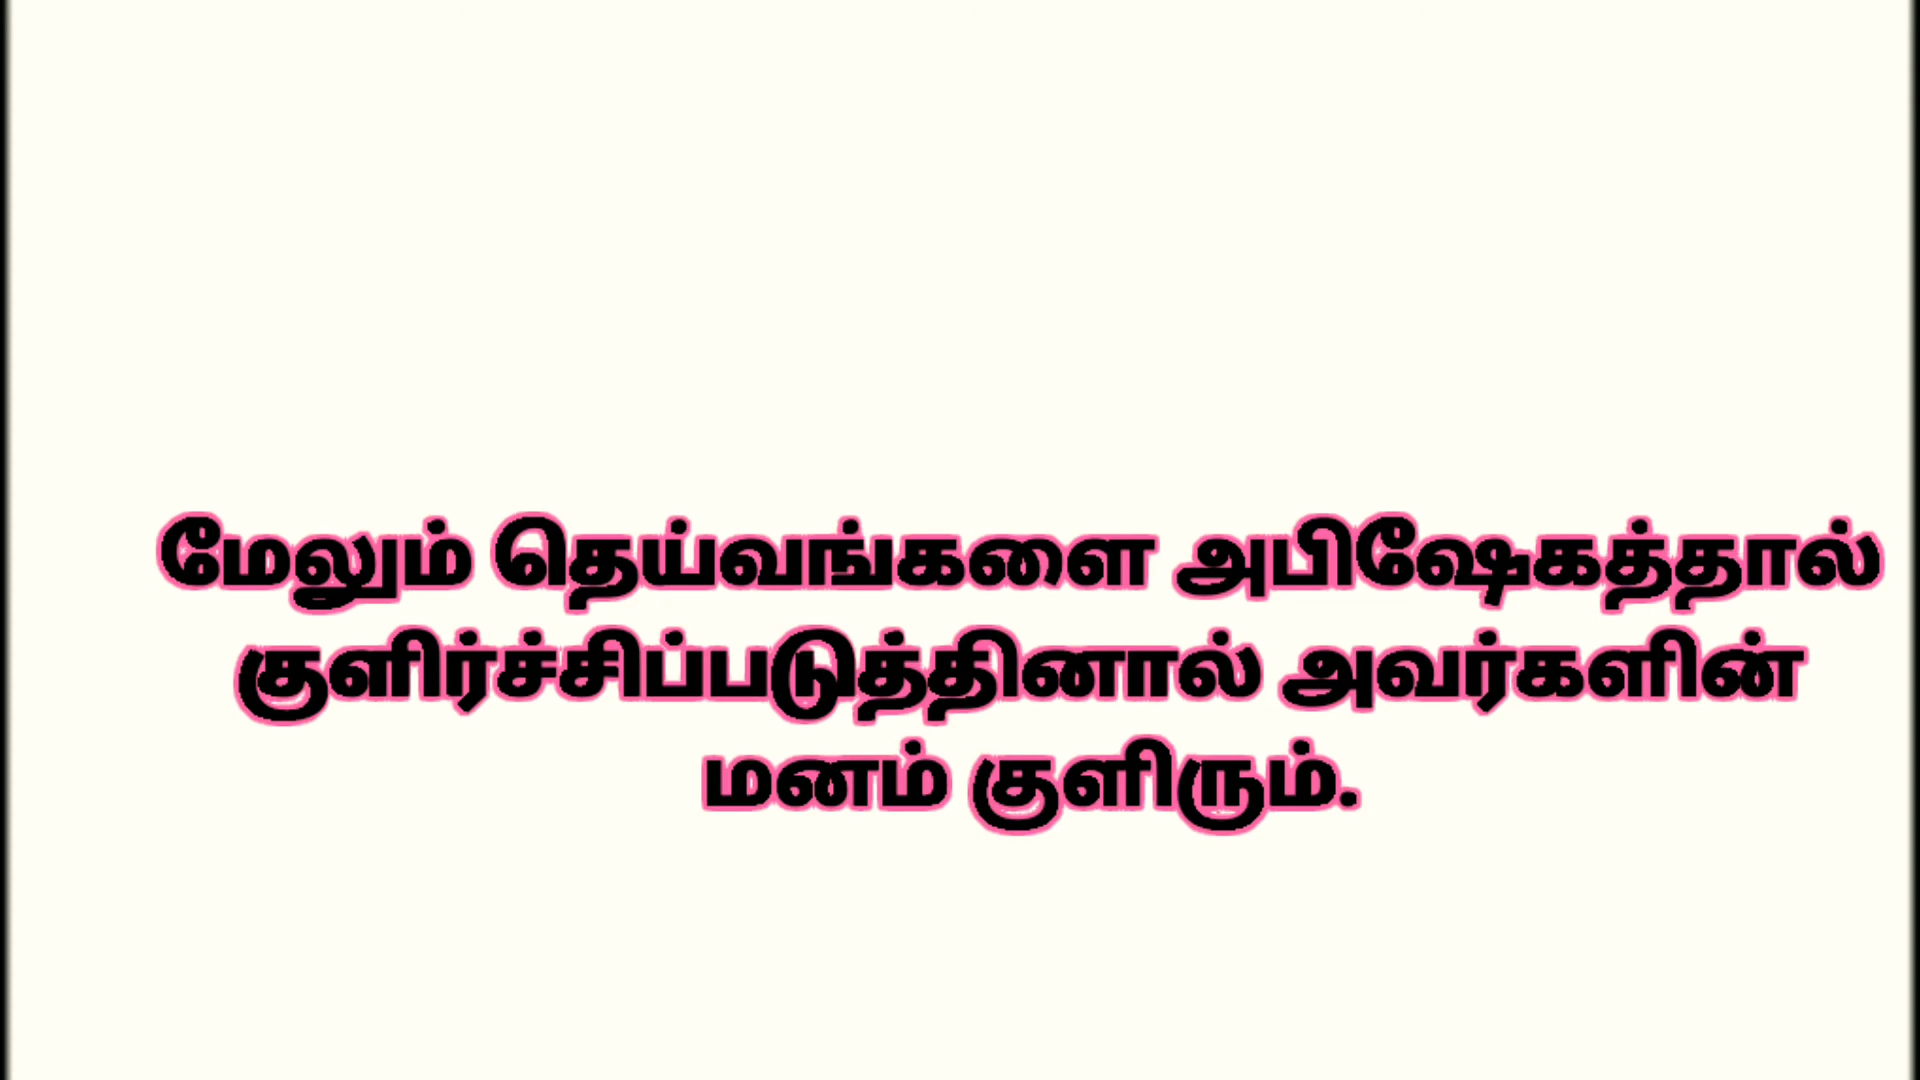 மேலும் தெய்வங்களை அபிஷேகத்தால்
குளிர்ச்சிப்படுத்தினால் அவர்களின்
மனம் குளிரும்.